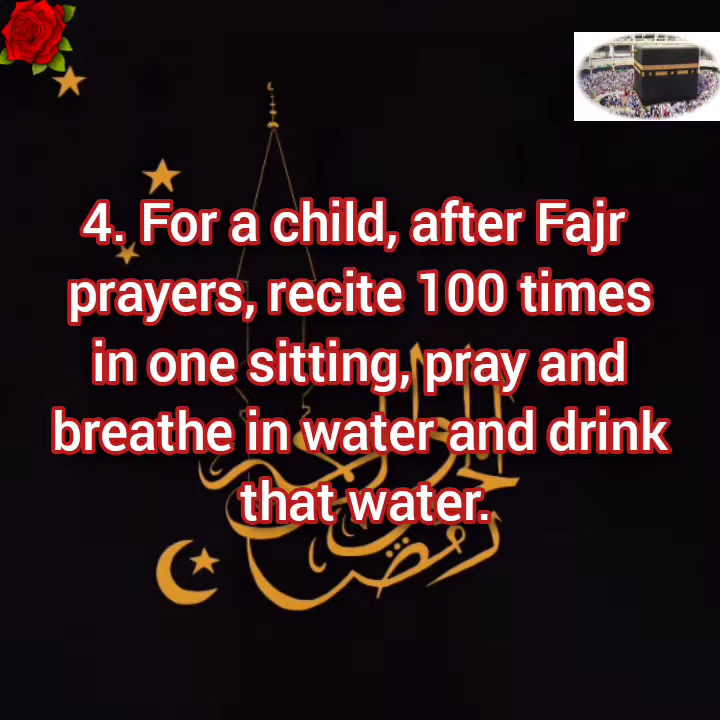 4. For a child, after Fajr
prayers, recite 100 times
in one sitting, pray and
breathe in water and drink
that water.